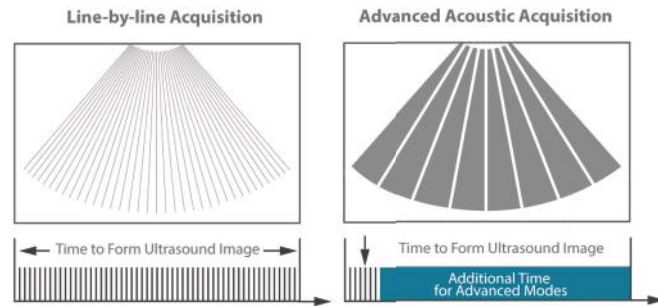 Line-by-line Acquisition
Advanced Acoustic Acquisition
Time to Form Ultrasound Image
Time to Form Ultrasound Image
Additional Time
for Advanced Modes